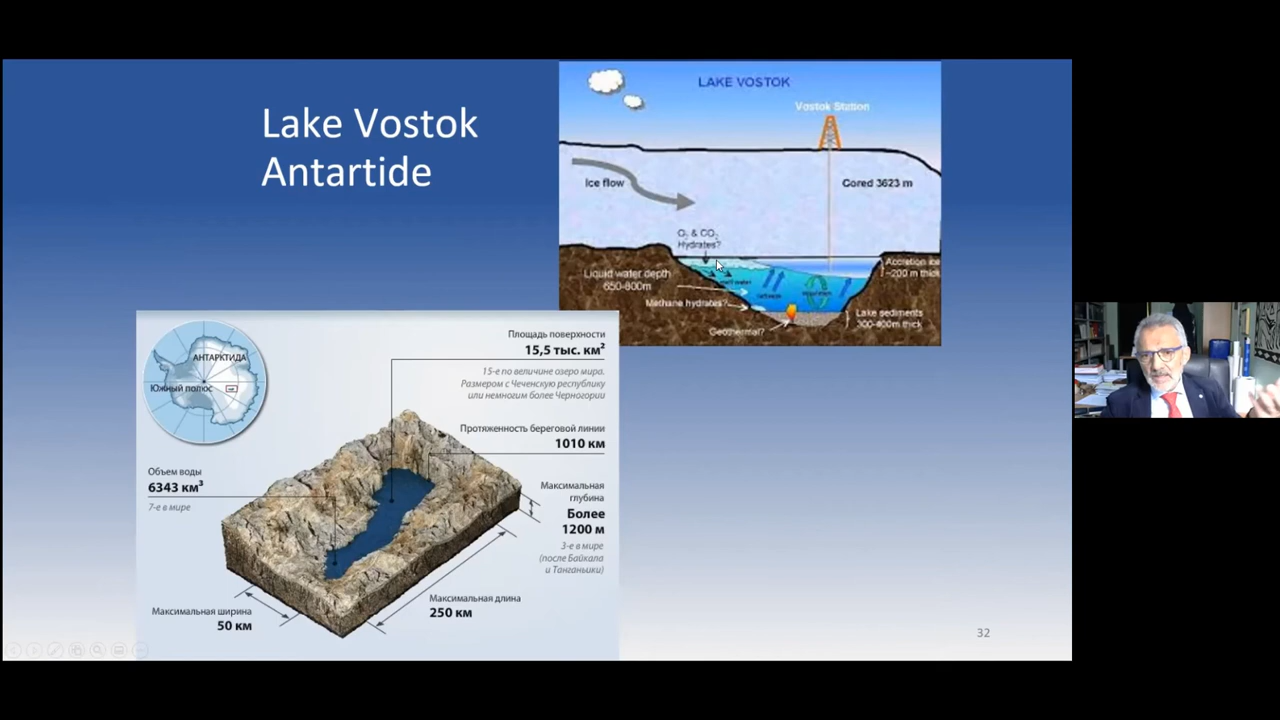 Lake Vostok
Antartide
LAKE VOSTOK
Vostok Station
Ice flow
Cored 3623 m
O₂ & CO₂
Hydrates?
Liquid water depth
650-800m
Accretion ice
~200 m thick
Methane hydrates?
Geothermal?
Lake sediments
300-400m thick
АНТАРКТИДА
Южный полюс
Площадь поверхности
15,5 тыс. км²
15-е по величине озеро мира.
Размером с Чеченскую республику
или немногим более Черногории
Протяженность береговой линии
1010 км
Объем воды
6343 км³
7-е в мире
Максимальная
глубина
Более
1200 м
3-е в мире
(после Байкала
и Танганьики)
Максимальная ширина
50 км
Максимальная длина
250 км
32